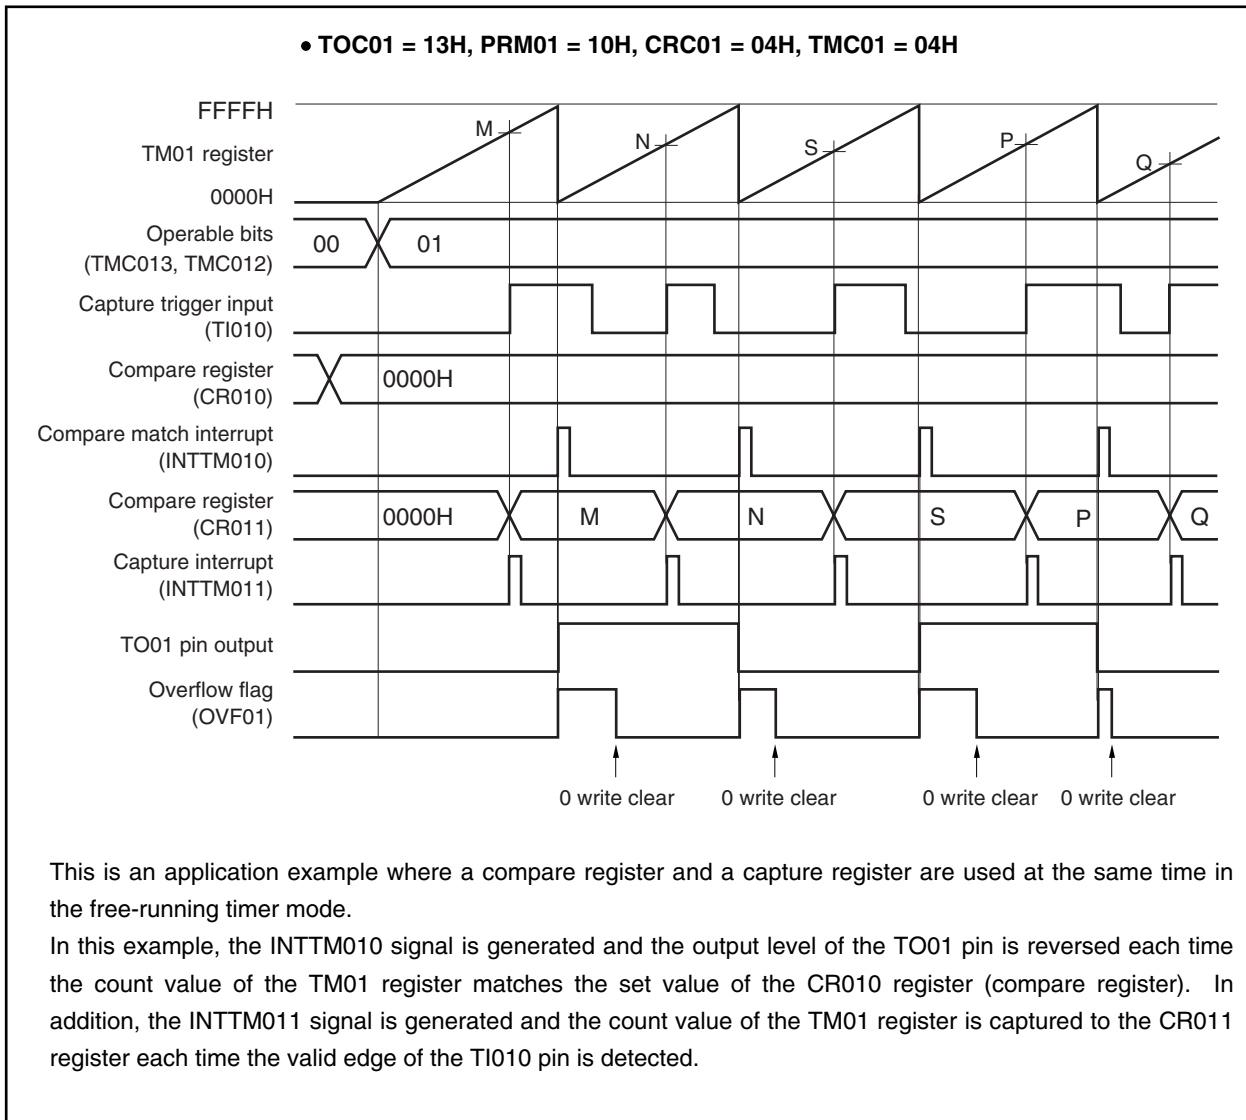 • TOC01 = 13H, PRM01 = 10H, CRC01 = 04H, TMC01 = 04H
FFFFH
TM01 register
0000H
M
N
S
P
Q
Operable bits
(TMC013, TMC012)
00
01
Capture trigger input
(TI010)
Compare register
(CR010)
0000H
Compare match interrupt
(INTTM010)
Compare register
(CR011)
0000H
M
N
S
P
Q
Capture interrupt
(INTTM011)
TO01 pin output
Overflow flag
(OVF01)
0 write clear
0 write clear
0 write clear
0 write clear
This is an application example where a compare register and a capture register are used at the same time in
the free-running timer mode.
In this example, the INTTM010 signal is generated and the output level of the TO01 pin is reversed each time
the count value of the TM01 register matches the set value of the CR010 register (compare register). In
addition, the INTTM011 signal is generated and the count value of the TM01 register is captured to the CR011
register each time the valid edge of the TI010 pin is detected.